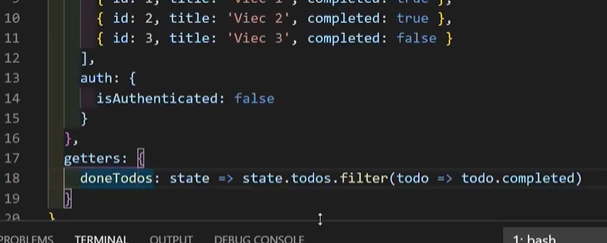 { id: 1, title: 'Viec 1', completed: true },
10 { id: 2, title: 'Viec 2', completed: true },
11 { id: 3, title: 'Viec 3', completed: false }
12 ],
13 auth: {
14 isAuthenticated: false
15 }
16 },
17 getters: {
18 doneTodos: state => state.todos.filter(todo => todo.completed)
19 }
20 }
PROBLEMS TERMINAL OUTPUT DEBUG CONSOLE 1: bash